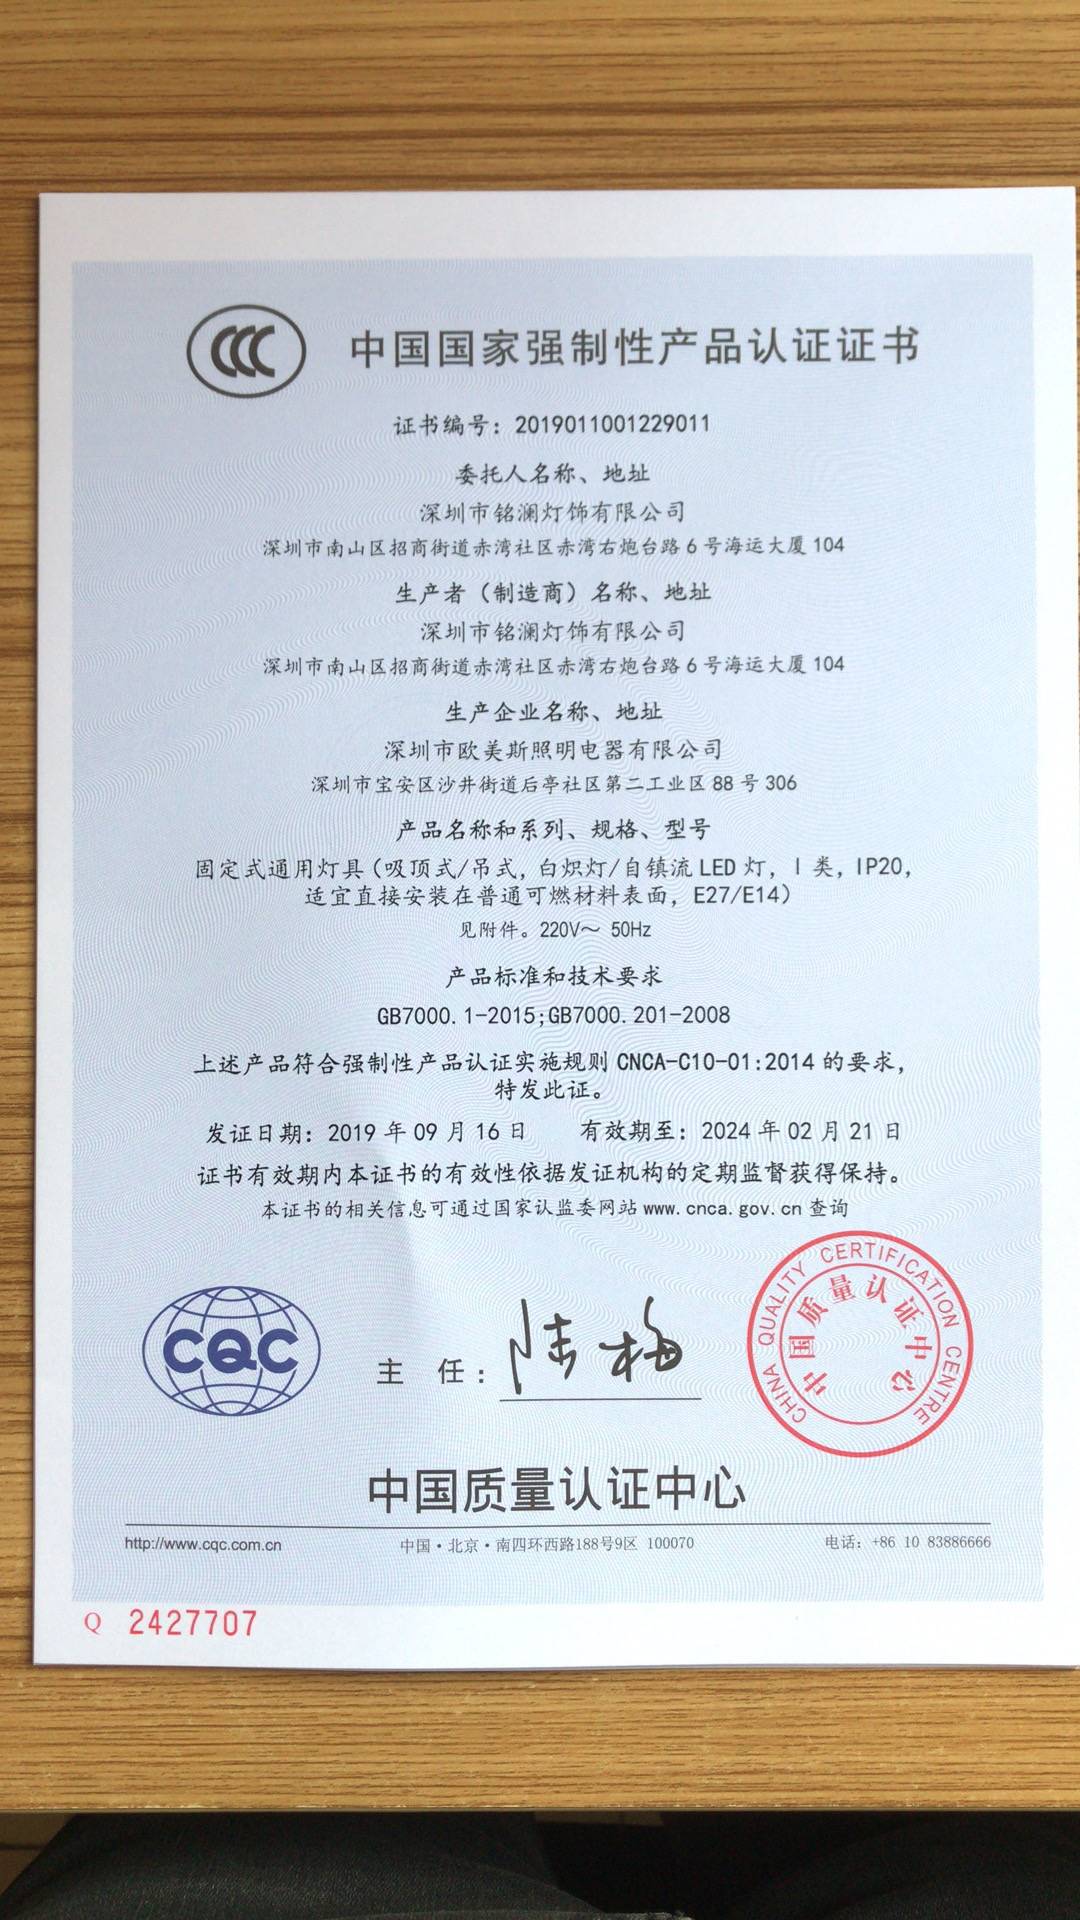 中国国家强制性产品认证证书
证书编号：2019011001229011
委托人名称、地址
深圳市铭澜灯饰有限公司
深圳市南山区招商街道赤湾社区赤湾右炮台路6号海运大厦104
生产者（制造商）名称、地址
深圳市铭澜灯饰有限公司
深圳市南山区招商街道赤湾社区赤湾右炮台路6号海运大厦104
生产企业名称、地址
深圳市欧美斯照明电器有限公司
深圳市宝安区沙井街道后亭社区第二工业区88号306
产品名称和系列、规格、型号
固定式通用灯具（吸顶式/吊式，白炽灯/自镇流LED灯，I类，IP20，
适宜直接安装在普通可燃材料表面，E27/E14）
见附件。220V～ 50Hz
产品标准和技术要求
GB7000.1-2015;GB7000.201-2008
上述产品符合强制性产品认证实施规则CNCA-C10-01:2014的要求，
特发此证。
发证日期：2019年09月16日 有效期至：2024年02月21日
证书有效期内本证书的有效性依据发证机构的定期监督获得保持。
本证书的相关信息可通过国家认监委网站www.cnca.gov.cn查询
CQC
主 任：陆梅
CHINA QUALITY CERTIFICATION CENTRE
中国质量认证中心
中国质量认证中心
http://www.cqc.com.cn 中国·北京·南四环西路188号9区 100070 电话：+86 10 83886666
Q 2427707